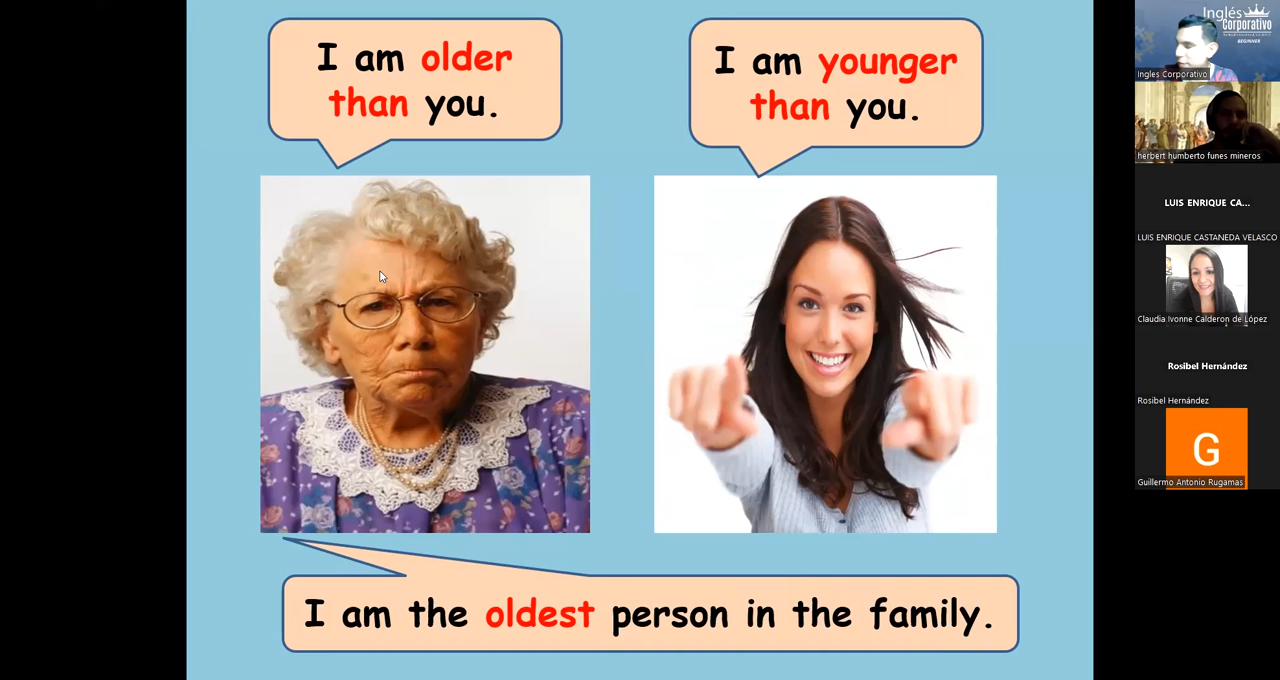 I am older
than you.
I am younger
than you.
I am the oldest person in the family.
Inglés
Corporativo
BEGINNER
Ingles Corporativo
herbert humberto funes mineros
LUIS ENRIQUE CA...
LUIS ENRIQUE CASTANEDA VELASCO
Claudia Ivonne Calderon de López
Rosibel Hernández
Rosibel Hernández
G
Guillermo Antonio Rugamas